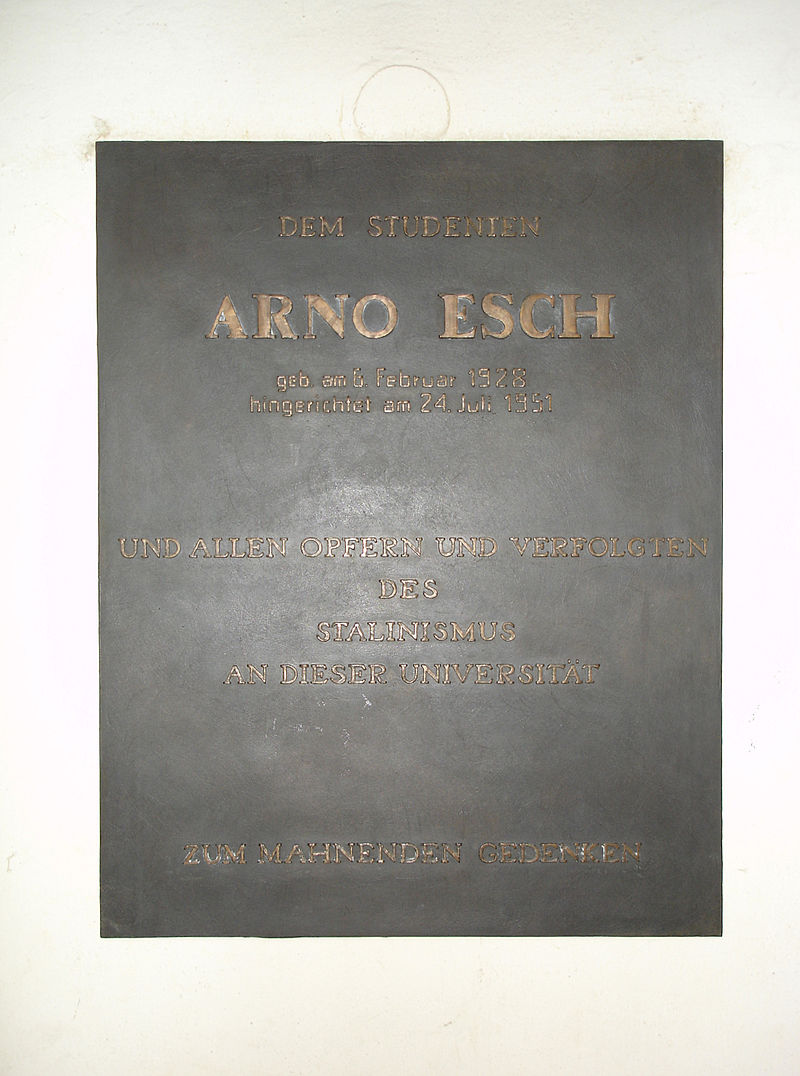 DEM STUDENTEN
ARNO ESCH
geb. am 6. Februar 1928
hingerichtet am 24. Juli 1951
UND ALLEN OPFERN UND VERFOLGTEN
DES
STALINISMUS
AN DIESER UNIVERSITÄT
ZUM MAHNENDEN GEDENKEN